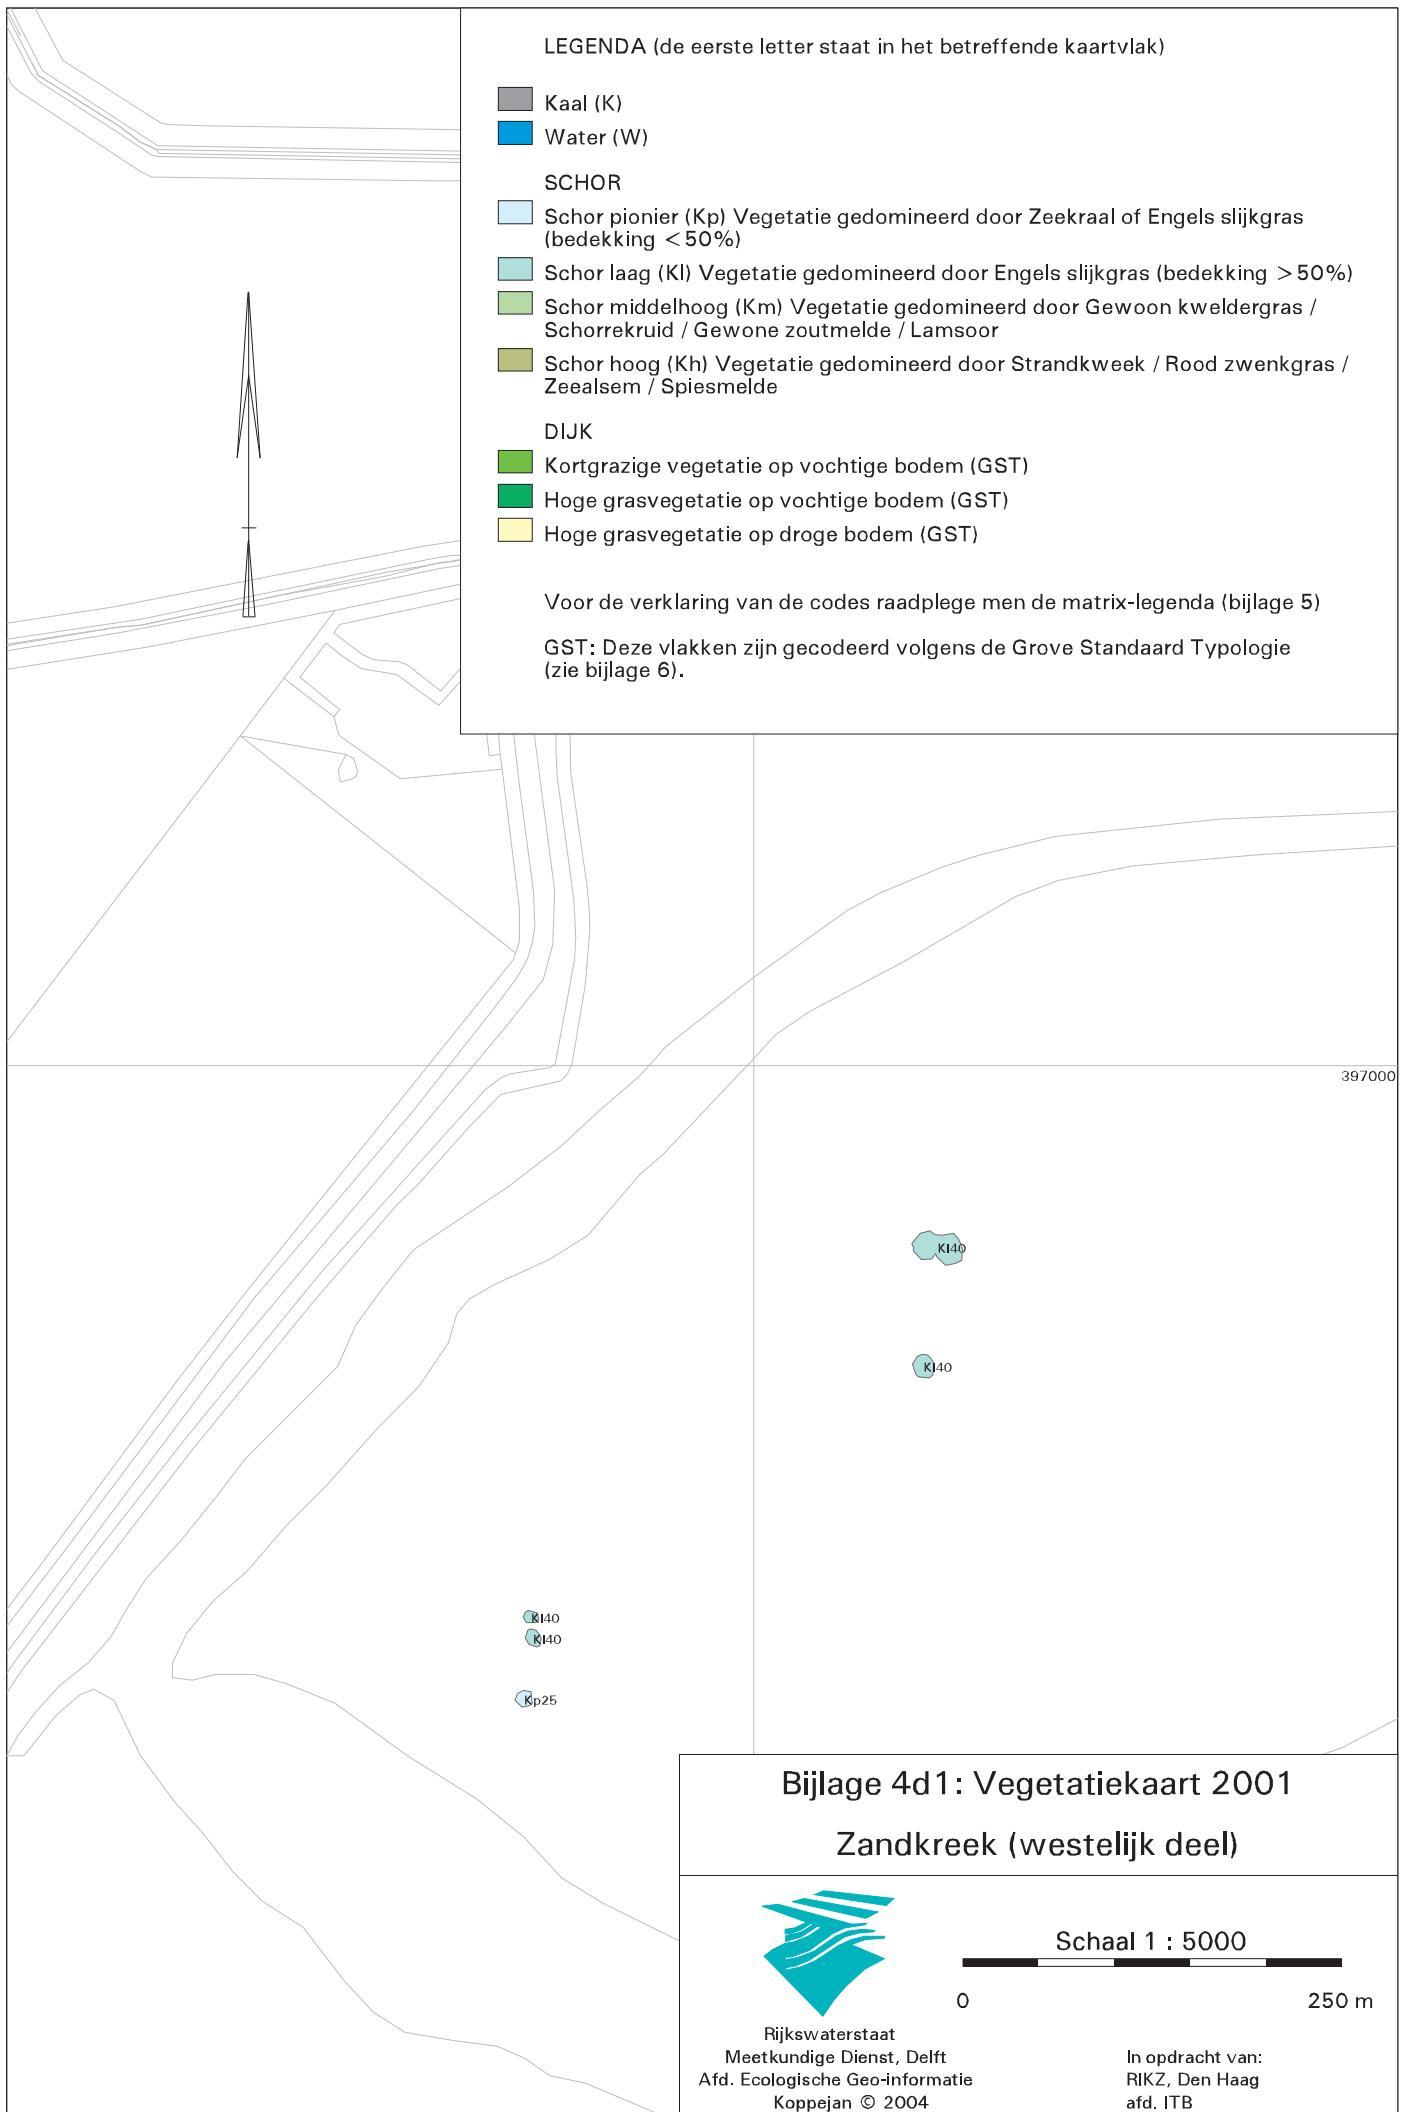 LEGENDA (de eerste letter staat in het betreffende kaartvlak)
Kaal (K)
Water (W)
SCHOR
Schor pionier (Kp) Vegetatie gedomineerd door Zeekraal of Engels slijkgras
(bedekking <50%)
Schor laag (Kl) Vegetatie gedomineerd door Engels slijkgras (bedekking >50%)
Schor middelhoog (Km) Vegetatie gedomineerd door Gewoon kweldergras /
Schorrekruid / Gewone zoutmelde / Lamsoor
Schor hoog (Kh) Vegetatie gedomineerd door Strandkweek / Rood zwenkgras /
Zeealsem / Spiesmelde
DIJK
Kortgrazige vegetatie op vochtige bodem (GST)
Hoge grasvegetatie op vochtige bodem (GST)
Hoge grasvegetatie op droge bodem (GST)
Voor de verklaring van de codes raadplege men de matrix-legenda (bijlage 5)
GST: Deze vlakken zijn gecodeerd volgens de Grove Standaard Typologie
(zie bijlage 6).
397000
Kl40
Kl40
Kl40
Kl40
Kp25
Bijlage 4d1: Vegetatiekaart 2001
Zandkreek (westelijk deel)
Schaal 1 : 5000
0 250 m
Rijkswaterstaat
Meetkundige Dienst, Delft
Afd. Ecologische Geo-informatie
Koppejan © 2004
In opdracht van:
RIKZ, Den Haag
afd. ITB